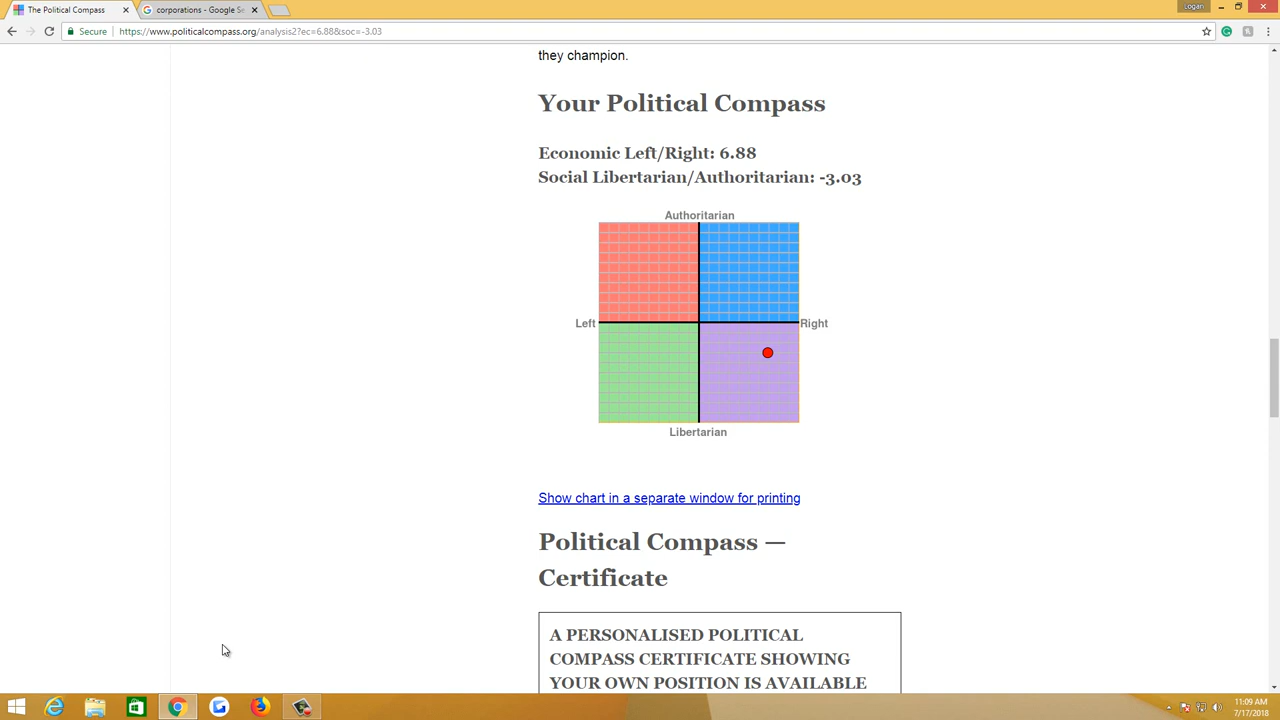 The Political Compass
corporations - Google Se
Logan
Secure
https://www.politicalcompass.org/analysis2?ec=6.88&soc=-3.03
they champion.
Your Political Compass
Economic Left/Right: 6.88
Social Libertarian/Authoritarian: -3.03
Authoritarian
Left
Right
Libertarian
Show chart in a separate window for printing
Political Compass —
Certificate
A PERSONALISED POLITICAL
COMPASS CERTIFICATE SHOWING
YOUR OWN POSITION IS AVAILABLE
11:09 AM
7/17/2018